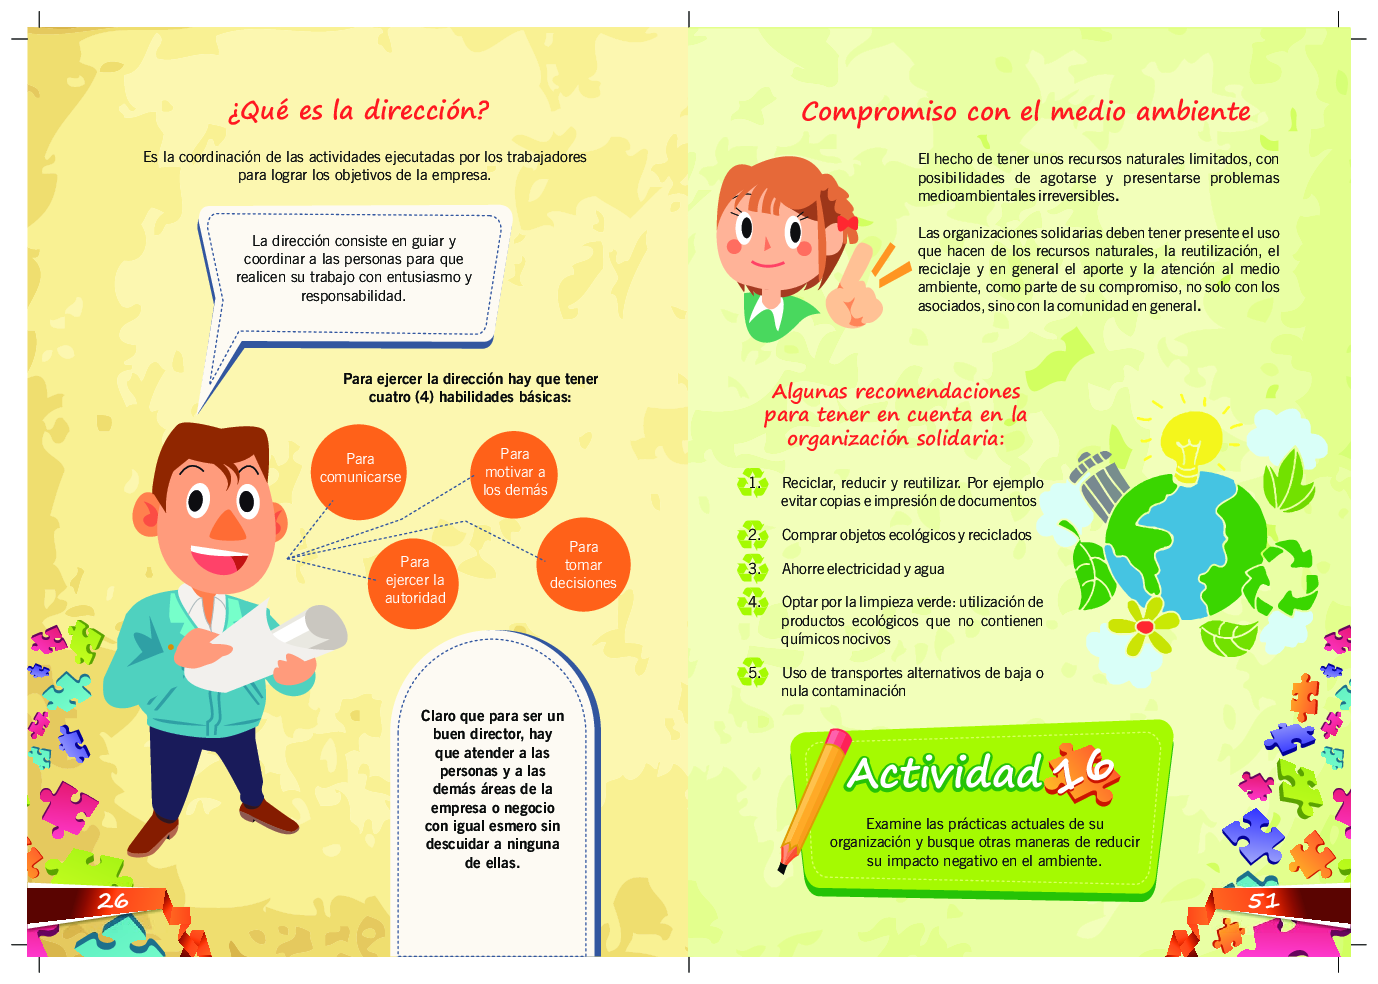 ¿Qué es la dirección?
Es la coordinación de las actividades ejecutadas por los trabajadores
para lograr los objetivos de la empresa.
La dirección consiste en guiar y
coordinar a las personas para que
realicen su trabajo con entusiasmo y
responsabilidad.
Para ejercer la dirección hay que tener
cuatro (4) habilidades básicas:
Para
comunicarse
Para
motivar a
los demás
Para
ejercer la
autoridad
Para
tomar
decisiones
Claro que para ser un
buen director, hay
que atender a las
personas y a las
demás áreas de la
empresa o negocio
con igual esmero sin
descuidar a ninguna
de ellas.
26
Compromiso con el medio ambiente
El hecho de tener unos recursos naturales limitados, con
posibilidades de agotarse y presentarse problemas
medioambientales irreversibles.
Las organizaciones solidarias deben tener presente el uso
que hacen de los recursos naturales, la reutilización, el
reciclaje y en general el aporte y la atención al medio
ambiente, como parte de su compromiso, no solo con los
asociados, sino con la comunidad en general.
Algunas recomendaciones
para tener en cuenta en la
organización solidaria:
1. Reciclar, reducir y reutilizar. Por ejemplo
evitar copias e impresión de documentos
2. Comprar objetos ecológicos y reciclados
3. Ahorre electricidad y agua
4. Optar por la limpieza verde: utilización de
productos ecológicos que no contienen
químicos nocivos
5. Uso de transportes alternativos de baja o
nula contaminación
Actividad 16
Examine las prácticas actuales de su
organización y busque otras maneras de reducir
su impacto negativo en el ambiente.
51